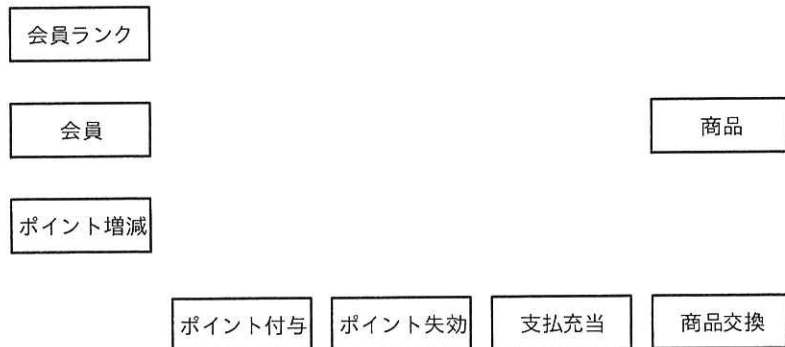 会員ランク
会員
商品
ポイント増減
ポイント付与
ポイント失効
支払充当
商品交換